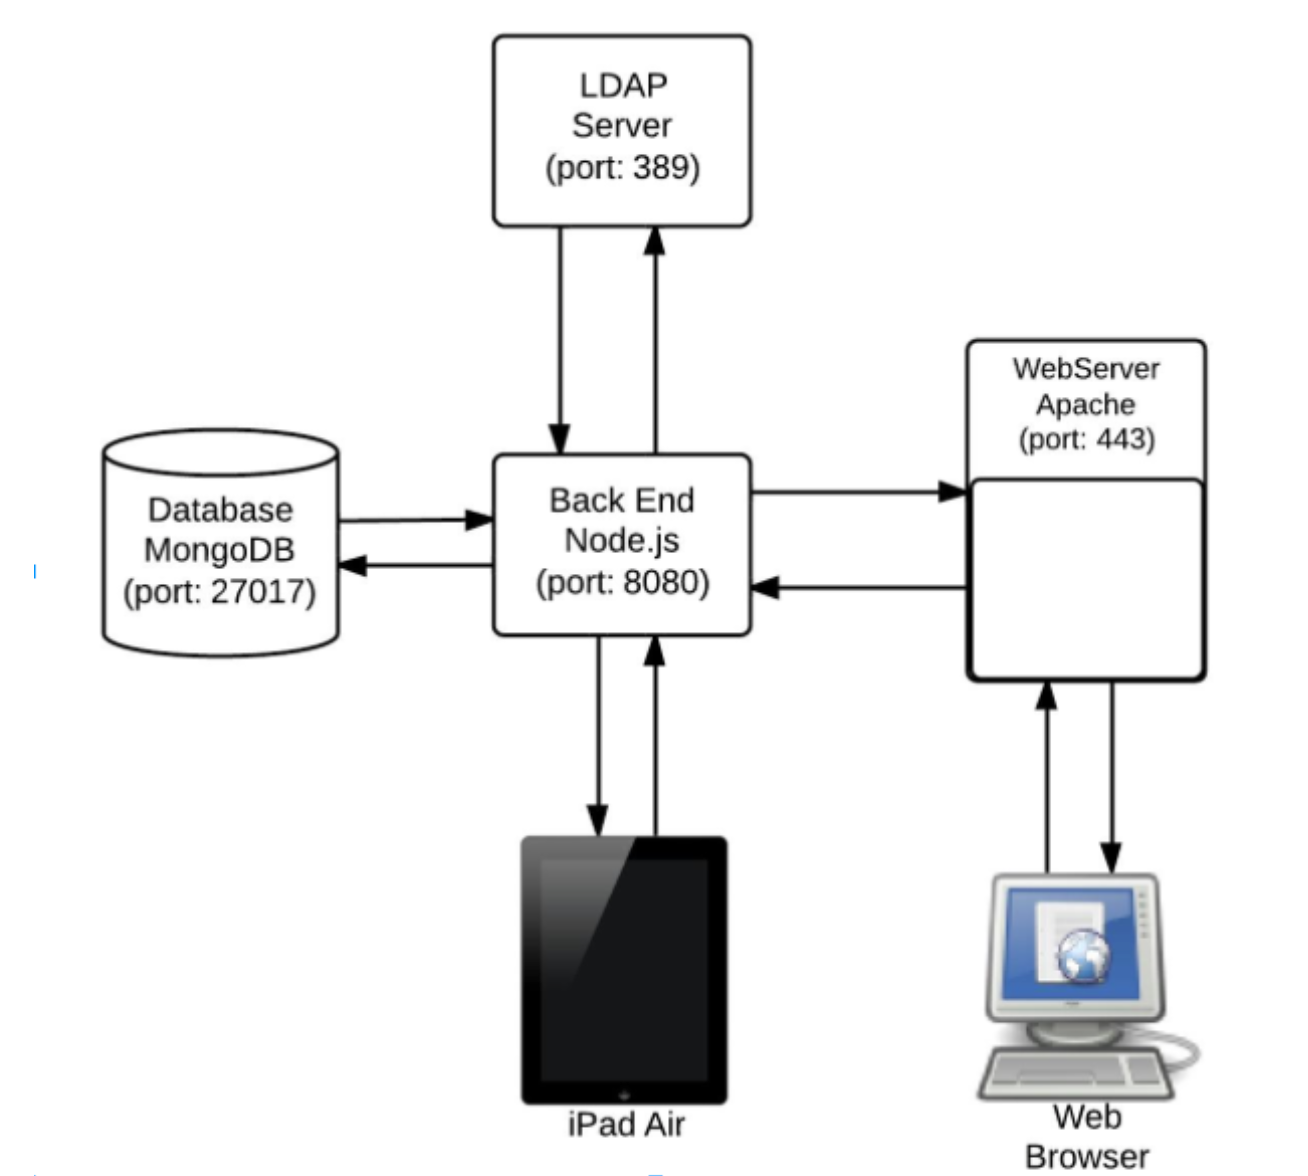 LDAP
Server
(port: 389)
WebServer
Apache
(port: 443)
Database
MongoDB
(port: 27017)
Back End
Node.js
(port: 8080)
iPad Air
Web
Browser